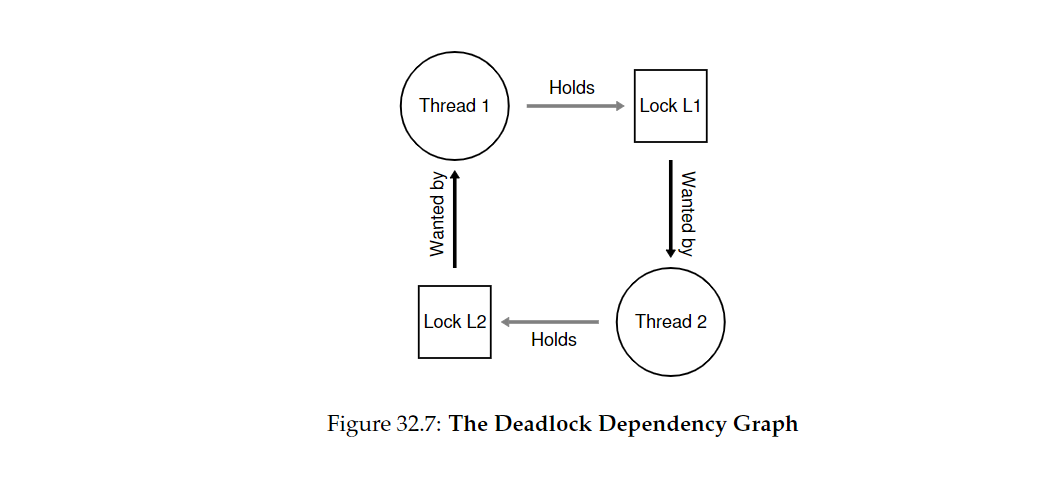 Thread 1
Holds
Lock L1
Wanted by
Wanted by
Lock L2
Holds
Thread 2
Figure 32.7: The Deadlock Dependency Graph